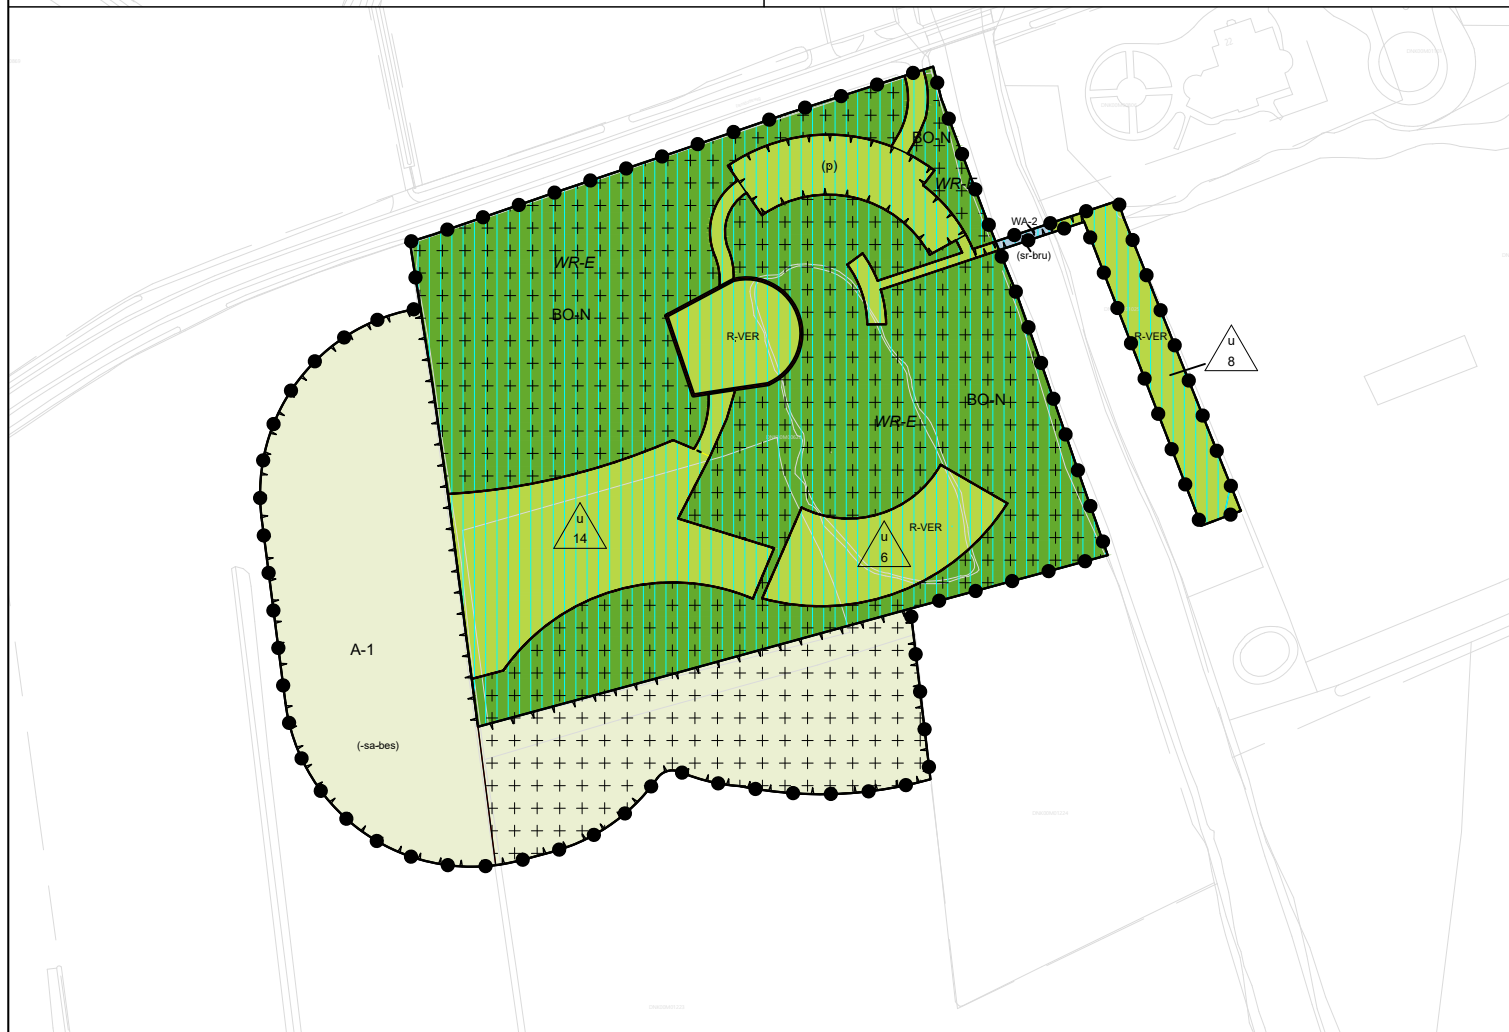 22
BO-N
(p)
WR-E
WA-2
(sr-bru)
WR-E
BO-N
R-VER
R-VER
u
8
BO-N
WR-E
u
14
R-VER
u
6
A-1
(-sa-bes)